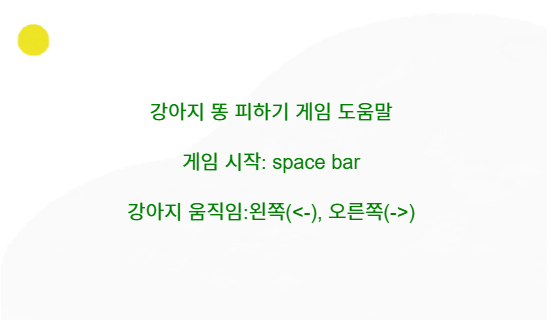 강아지 똥 피하기 게임 도움말
게임 시작: space bar
강아지 움직임:왼쪽(<-), 오른쪽(->)